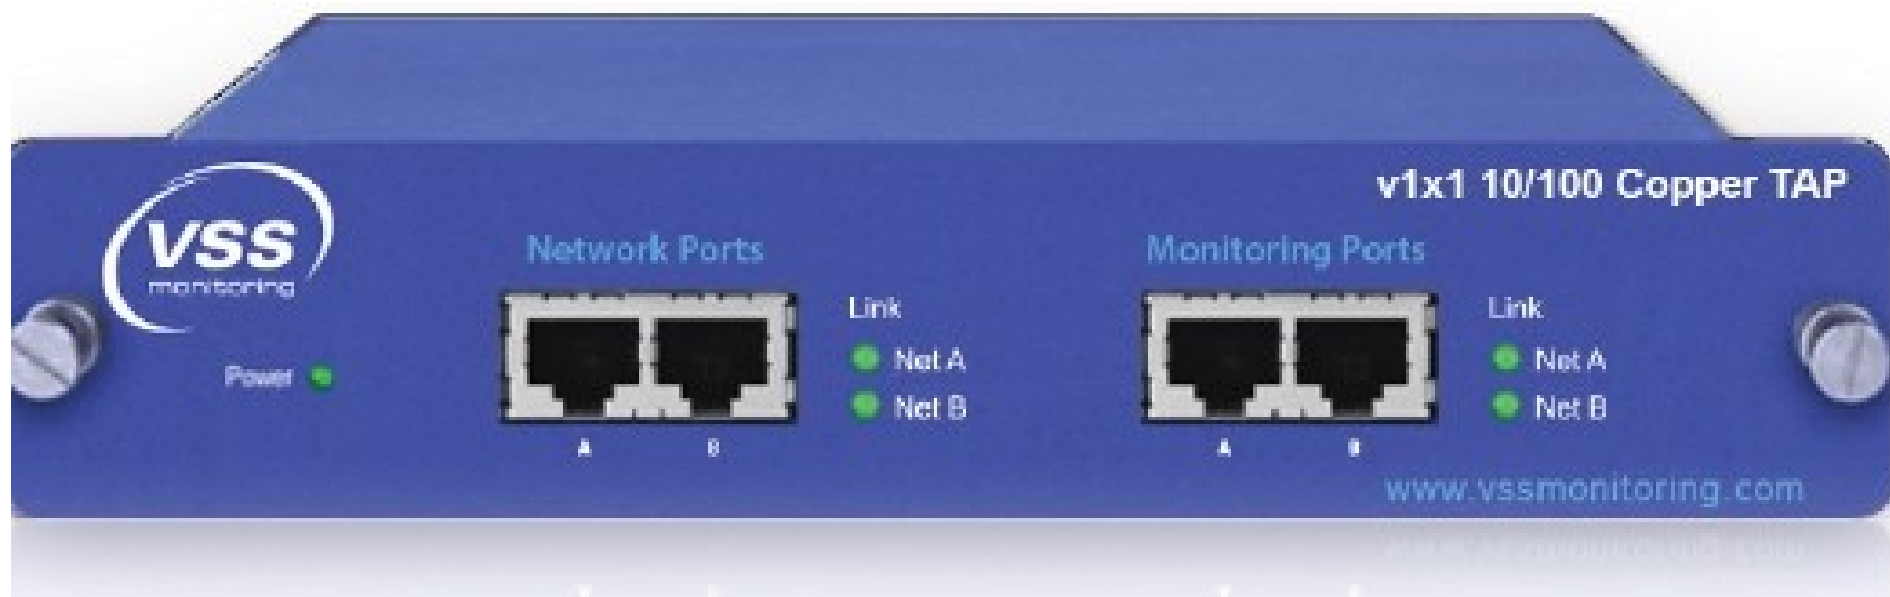 v1x1 10/100 Copper TAP
VSS
monitoring
Network Ports
Monitoring Ports
Link
Net A
Net B
Link
Net A
Net B
Power
A
B
A
B
www.vssmonitoring.com